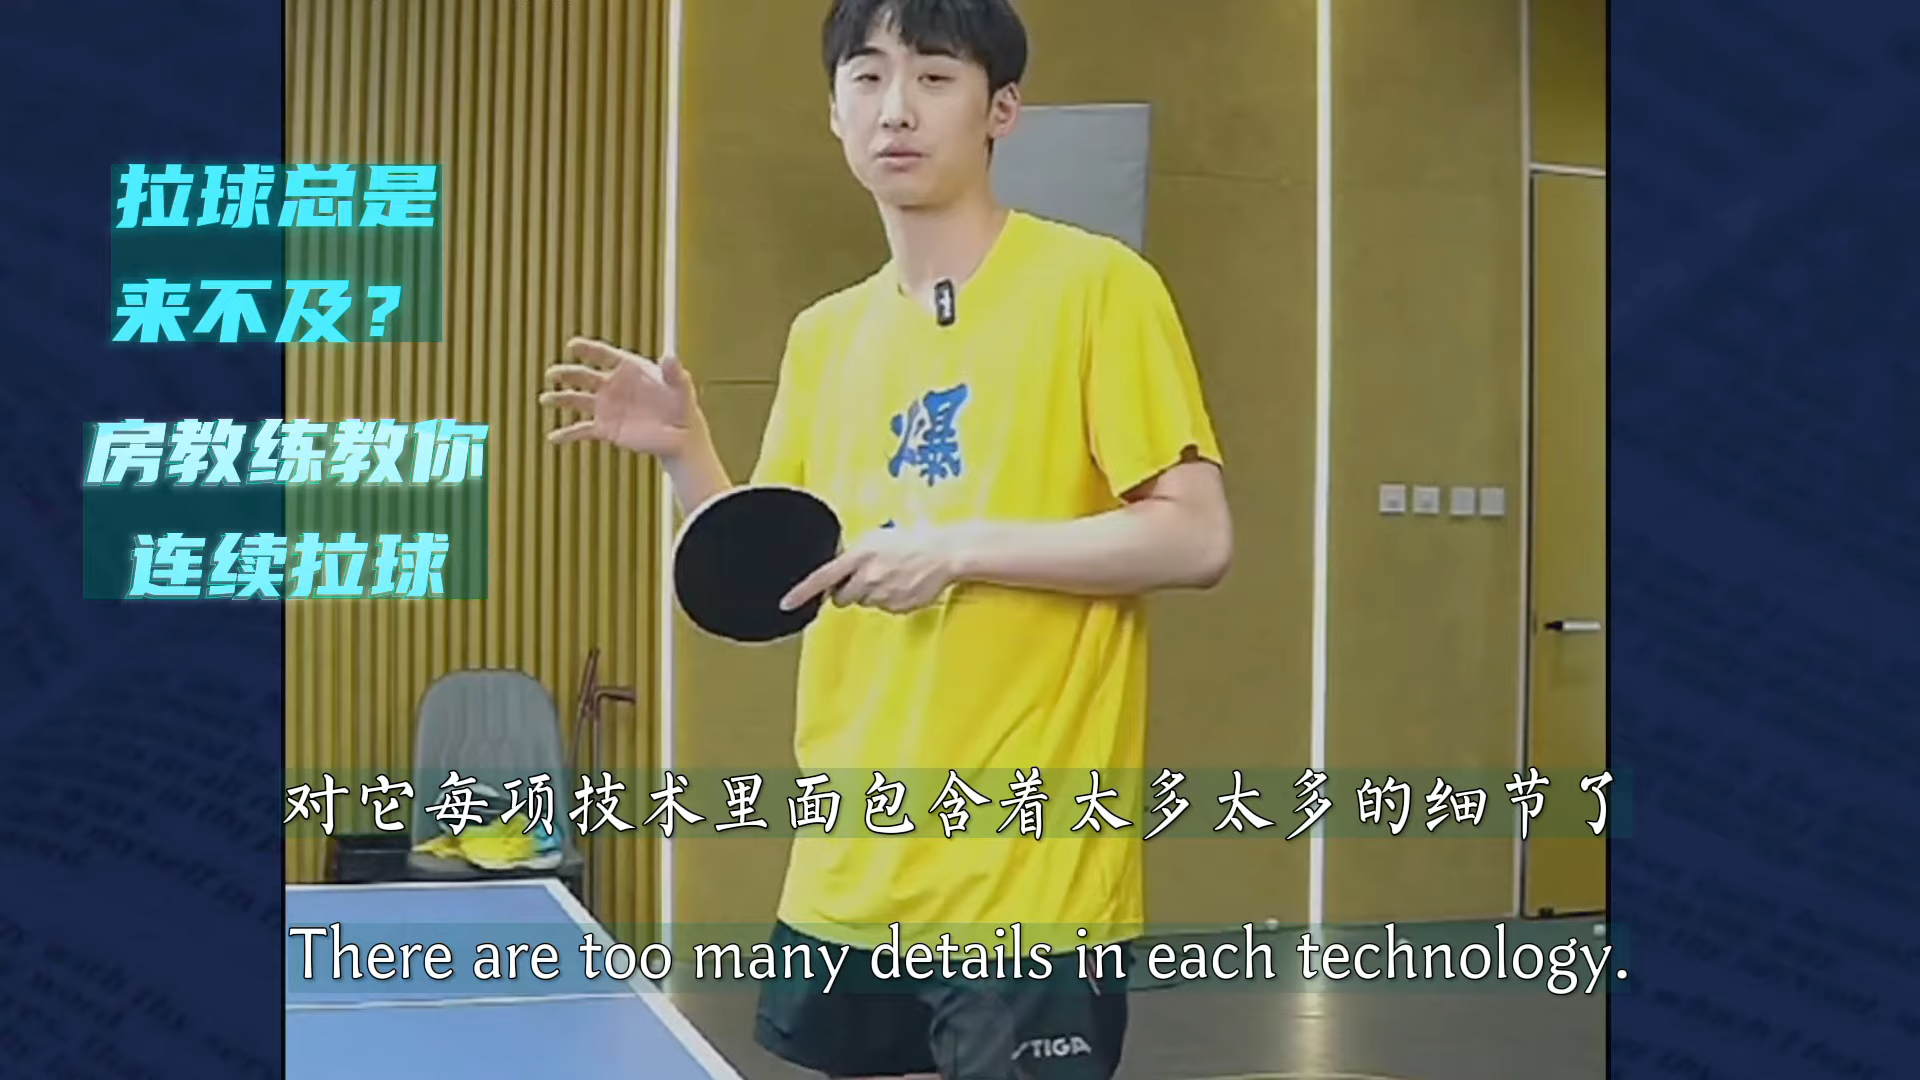 拉球总是
来不及?
房教练教你
连续拉球
爆
对它每项技术里面包含着太多太多的细节了
There are too many details in each technology.
STIGA